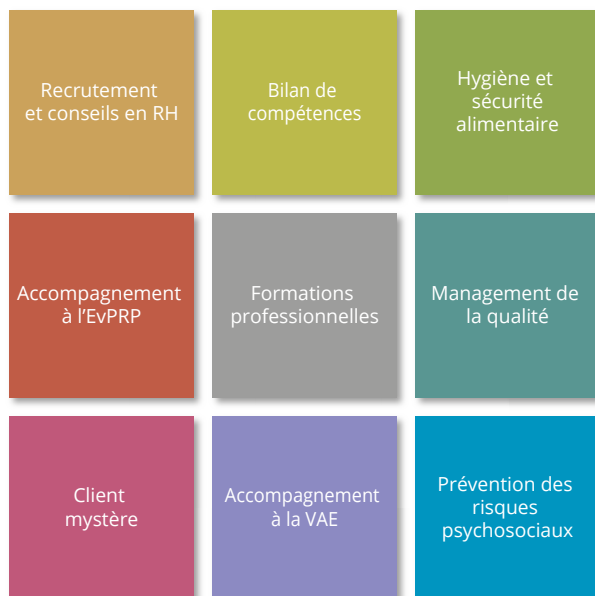 Recrutement
et conseils en RH
Bilan de
compétences
Hygiène et
sécurité
alimentaire
Accompagnement
à l'EvPRP
Formations
professionnelles
Management de
la qualité
Client
mystère
Accompagnement
à la VAE
Prévention des
risques
psychosociaux